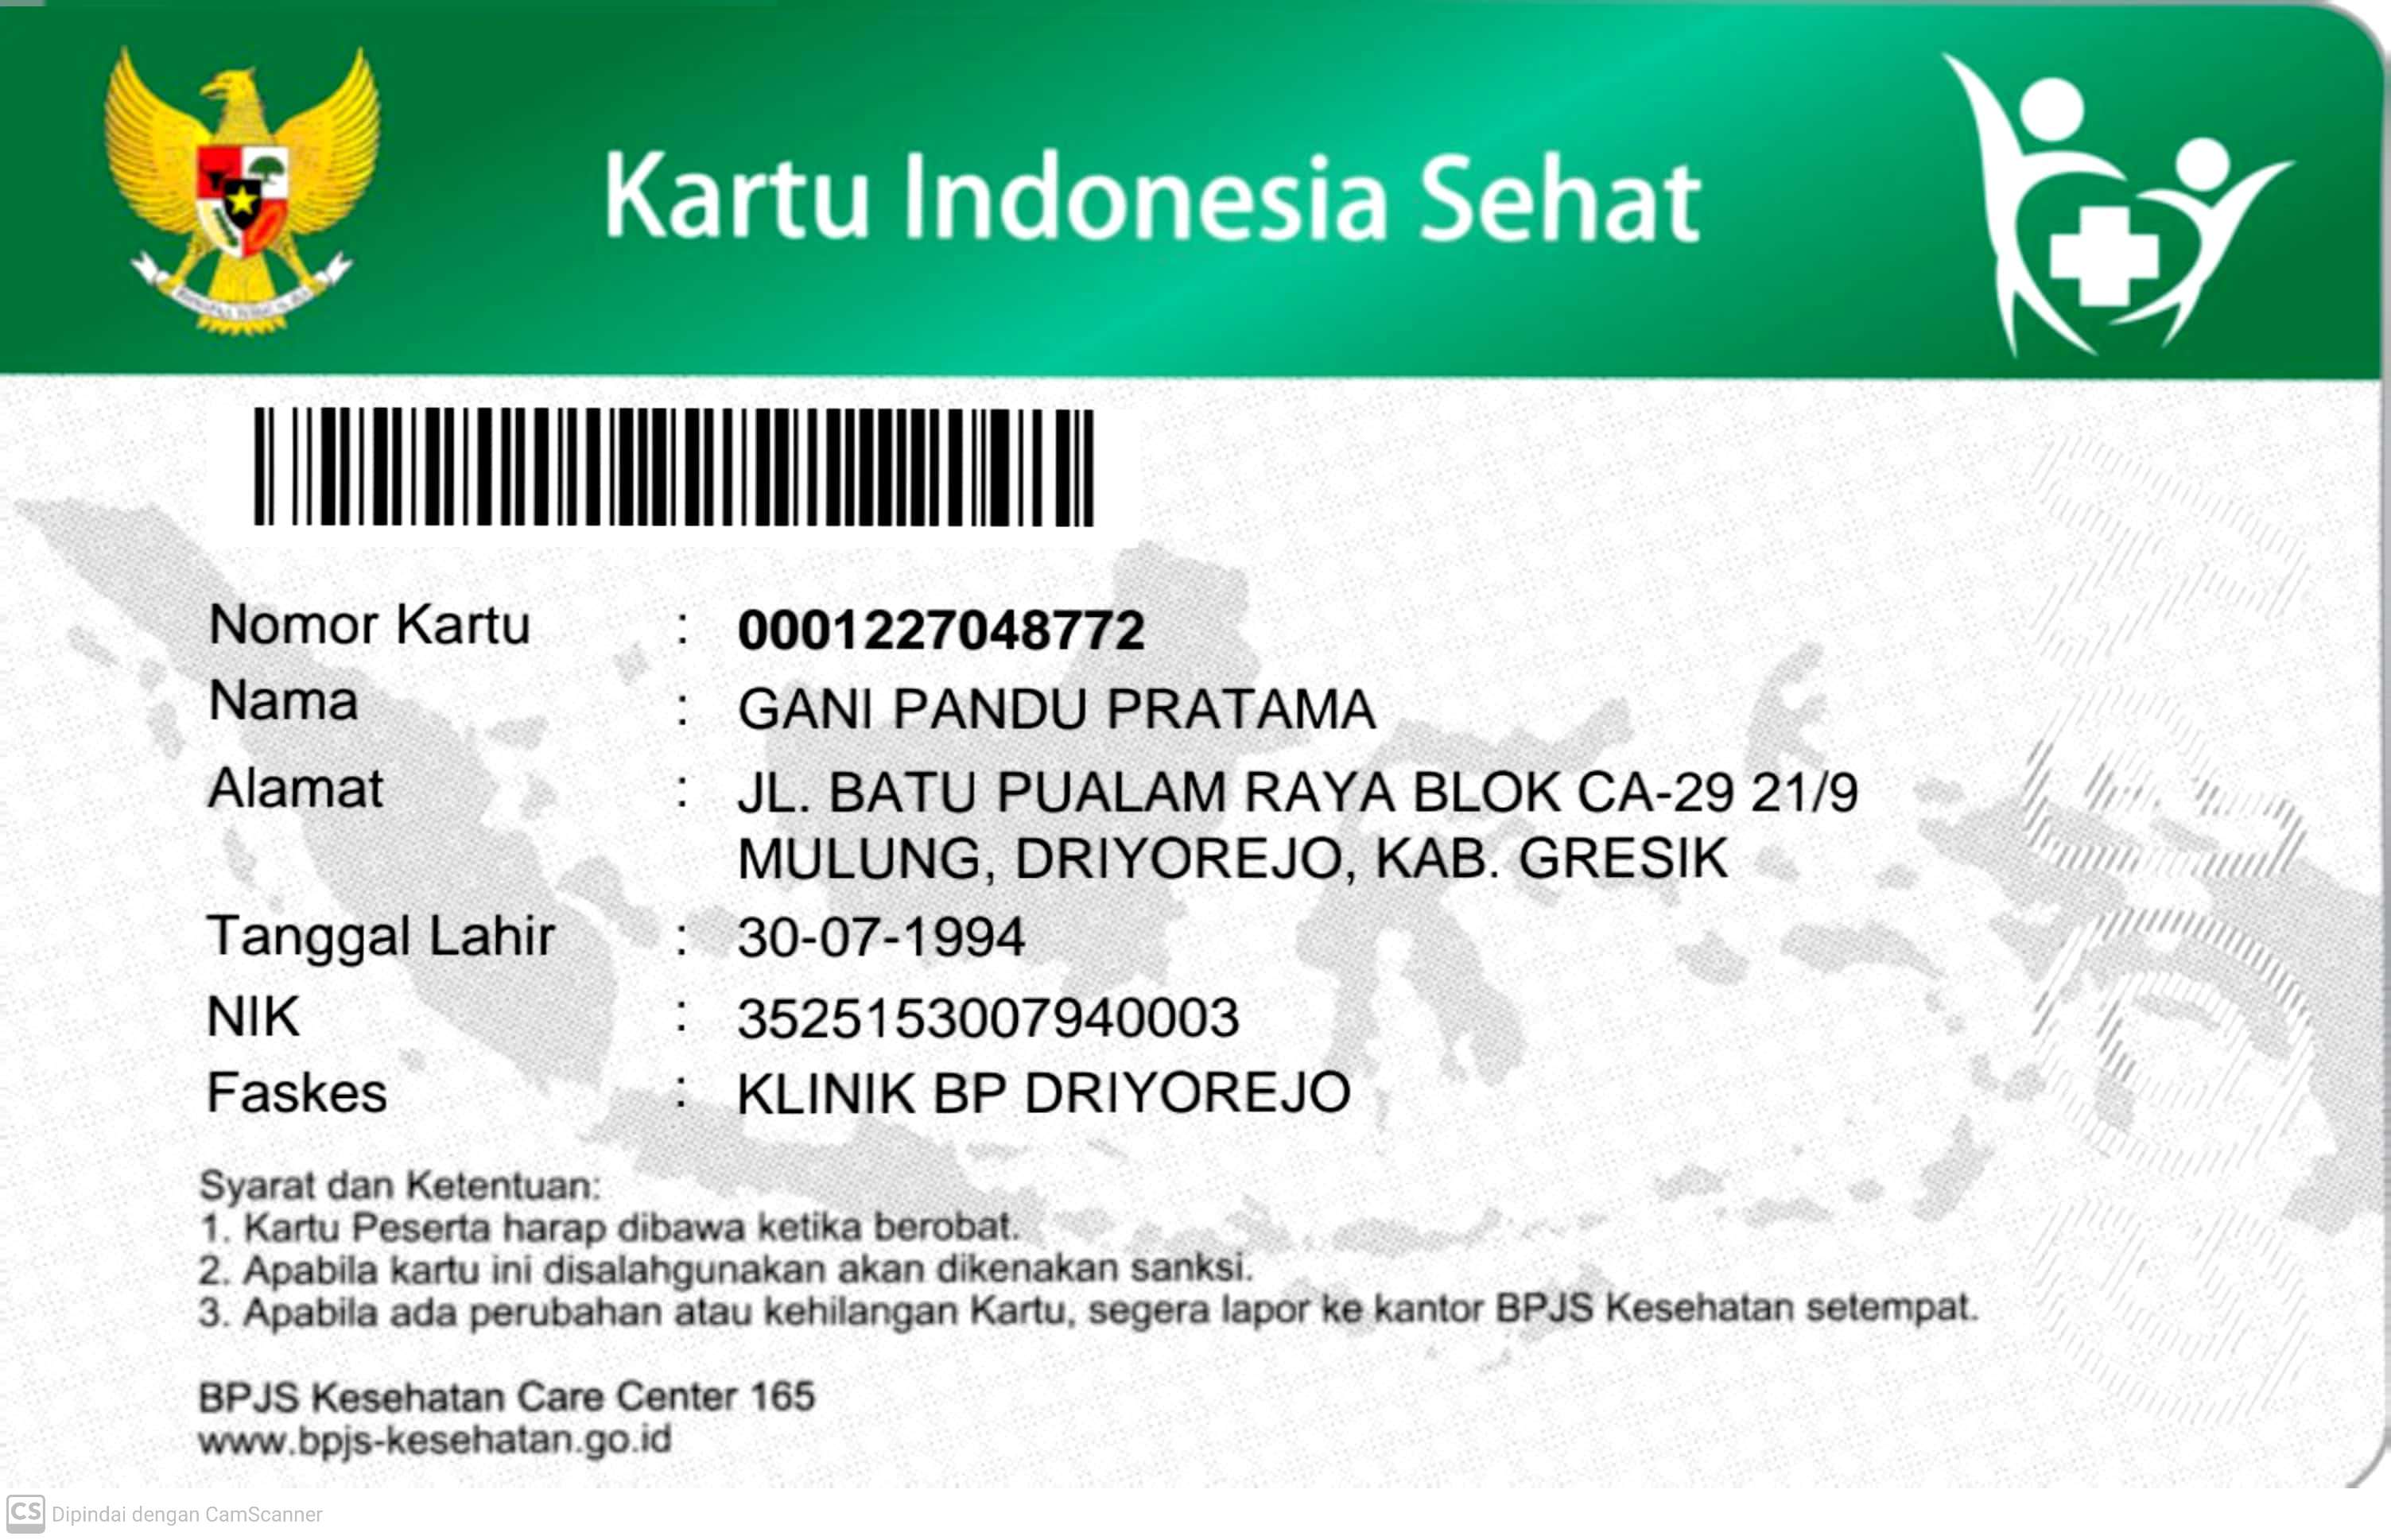 Kartu Indonesia Sehat
Nomor Kartu : 0001227048772
Nama : GANI PANDU PRATAMA
Alamat : JL. BATU PUALAM RAYA BLOK CA-29 21/9
MULUNG, DRIYOREJO, KAB. GRESIK
Tanggal Lahir : 30-07-1994
NIK : 3525153007940003
Faskes : KLINIK BP DRIYOREJO
Syarat dan Ketentuan:
1. Kartu Peserta harap dibawa ketika berobat.
2. Apabila kartu ini disalahgunakan akan dikenakan sanksi.
3. Apabila ada perubahan atau kehilangan Kartu, segera lapor ke kantor BPJS Kesehatan setempat.
BPJS Kesehatan Care Center 165
www.bpjs-kesehatan.go.id
CS Dipindai dengan CamScanner